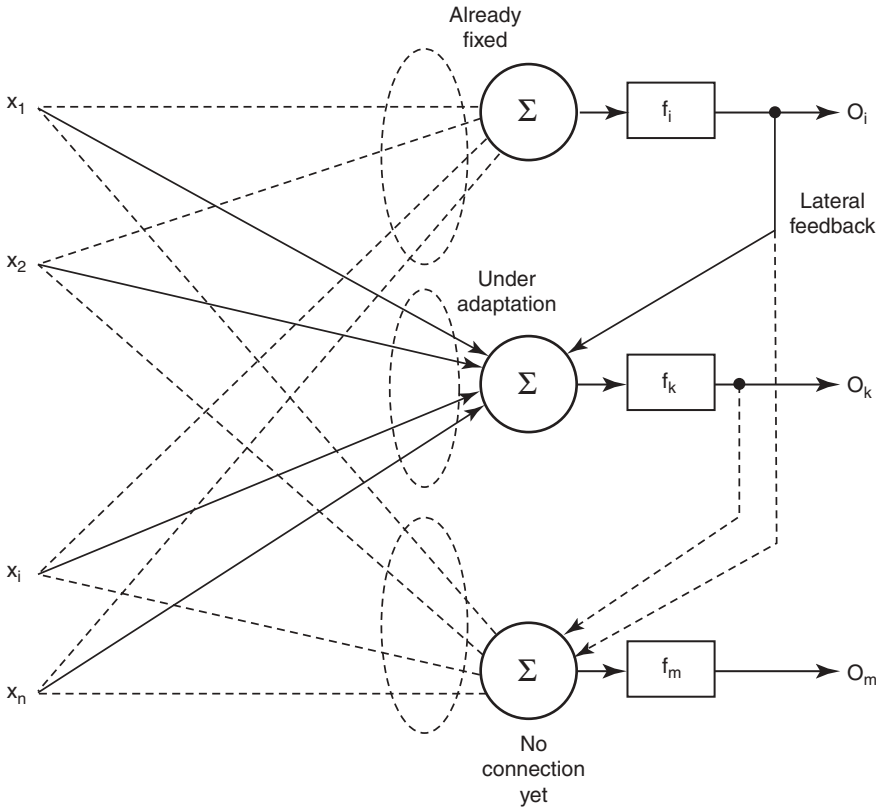 Already
fixed
x1
Σ
fi
Oi
Lateral
feedback
x2
Under
adaptation
Σ
fk
Ok
xi
xn
Σ
fm
Om
No
connection
yet